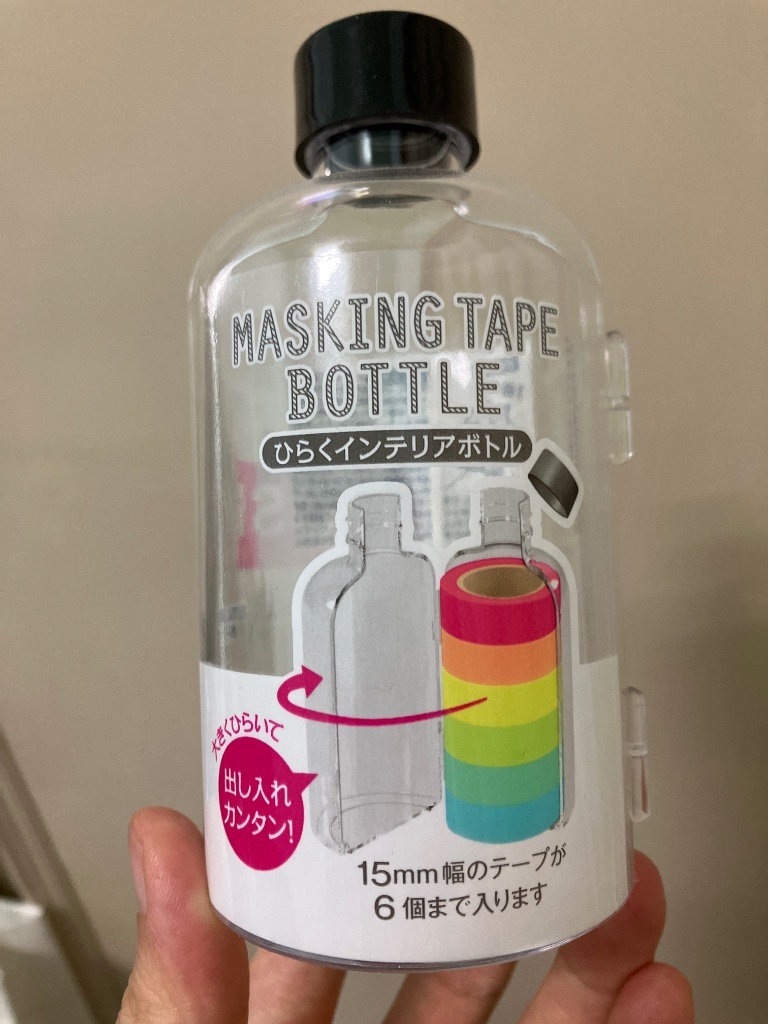 MASKING TAPE
BOTTLE
ひらくインテリアボトル
大きくひらいて
出し入れ
カンタン!
15mm幅のテープが
6個まで入ります